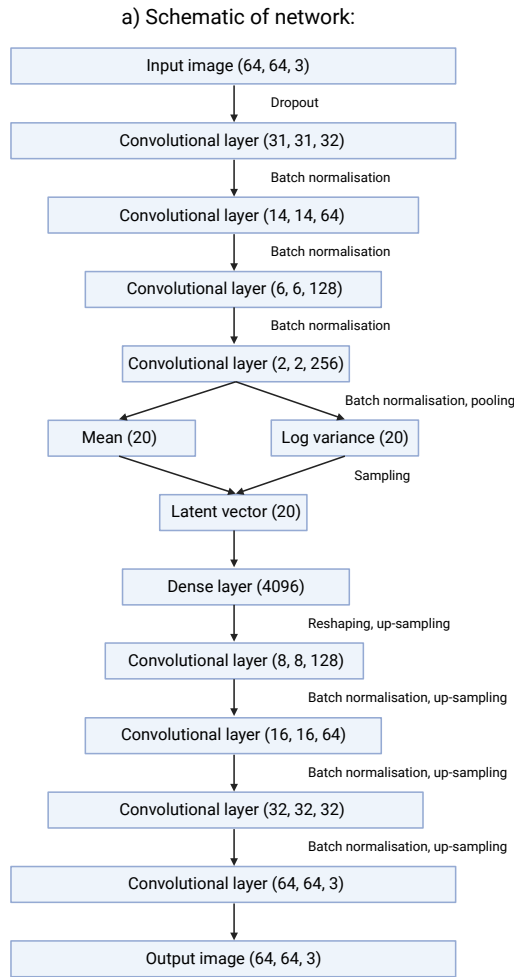 a) Schematic of network:
Input image (64, 64, 3)
Dropout
Convolutional layer (31, 31, 32)
Batch normalisation
Convolutional layer (14, 14, 64)
Batch normalisation
Convolutional layer (6, 6, 128)
Batch normalisation
Convolutional layer (2, 2, 256)
Batch normalisation, pooling
Mean (20)
Log variance (20)
Sampling
Latent vector (20)
Dense layer (4096)
Reshaping, up-sampling
Convolutional layer (8, 8, 128)
Batch normalisation, up-sampling
Convolutional layer (16, 16, 64)
Batch normalisation, up-sampling
Convolutional layer (32, 32, 32)
Batch normalisation, up-sampling
Convolutional layer (64, 64, 3)
Output image (64, 64, 3)